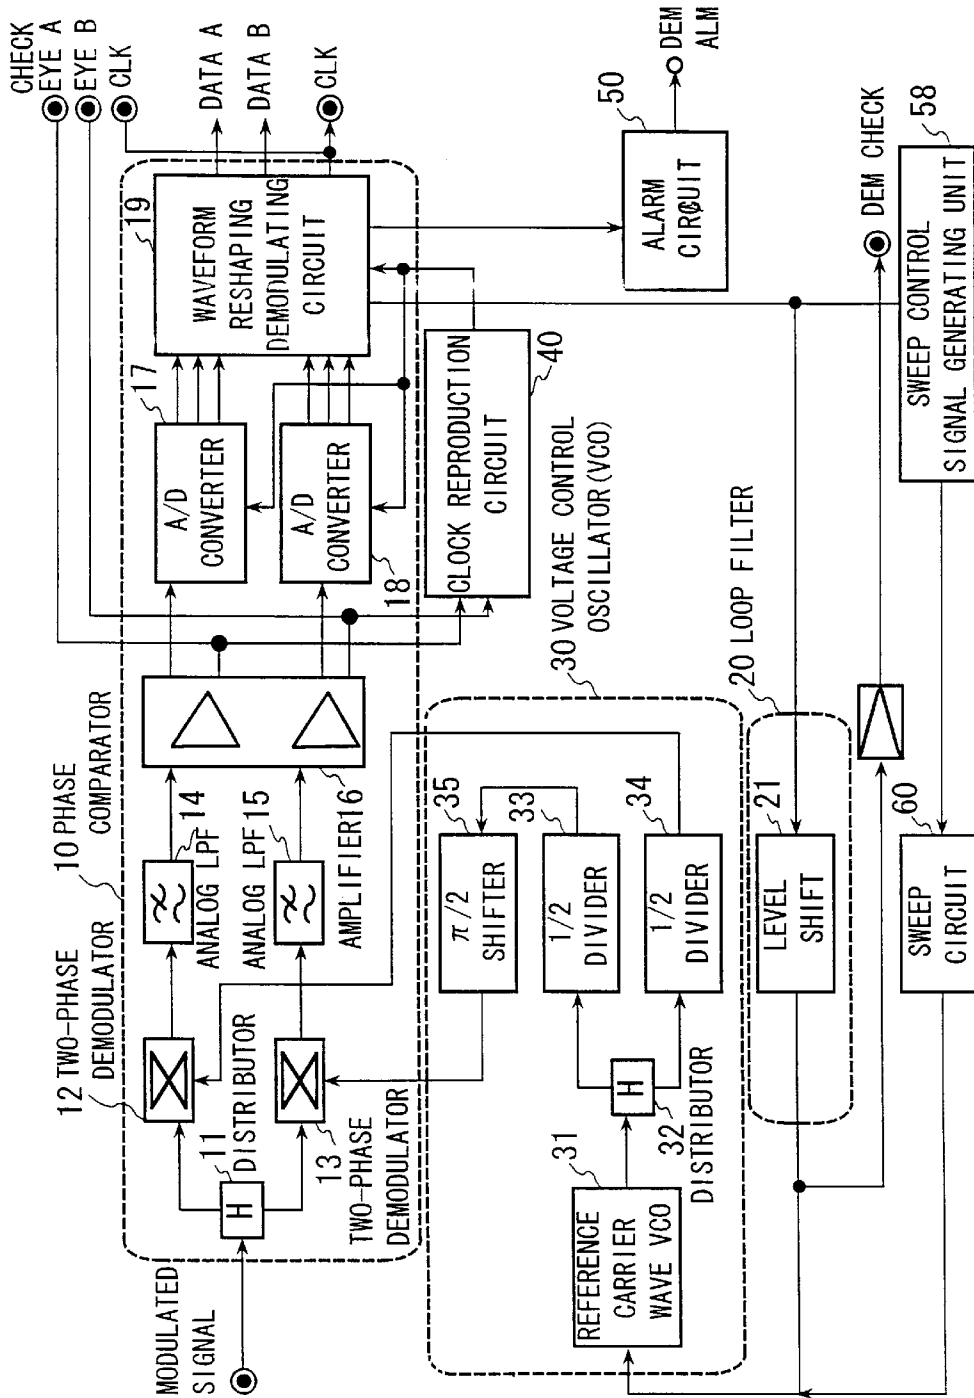 MODULATED
SIGNAL
10 PHASE
COMPARATOR
12 TWO-PHASE
DEMODULATOR
11
DISTRIBUTOR
H
13
TWO-PHASE
DEMODULATOR
14
ANALOG LPF
ANALOG LPF 15
AMPLIFIER 16
17
A/D
CONVERTER
A/D
CONVERTER
18
19
WAVEFORM
RESHAPING
DEMODULATING
CIRCUIT
CHECK
EYE A
EYE B
CLK
DATA A
DATA B
CLK
CLOCK REPRODUCTION
CIRCUIT
40
50
ALARM
CIRCUIT
DEM
ALM
30 VOLTAGE CONTROL
OSCILLATOR(VCO)
35
π/2
SHIFTER
33
1/2
DIVIDER
34
1/2
DIVIDER
31
REFERENCE
CARRIER
WAVE VCO
H
32
DISTRIBUTOR
20 LOOP FILTER
21
LEVEL
SHIFT
DEM CHECK
60
SWEEP
CIRCUIT
58
SWEEP CONTROL
SIGNAL GENERATING UNIT